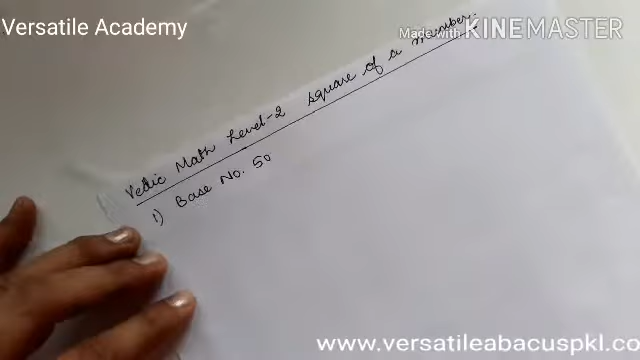 Versatile Academy
Made with KINEMASTER
Vedic Math Level-2 square of a number.
1) Base No. 50
www.versatileabacuspkl.co